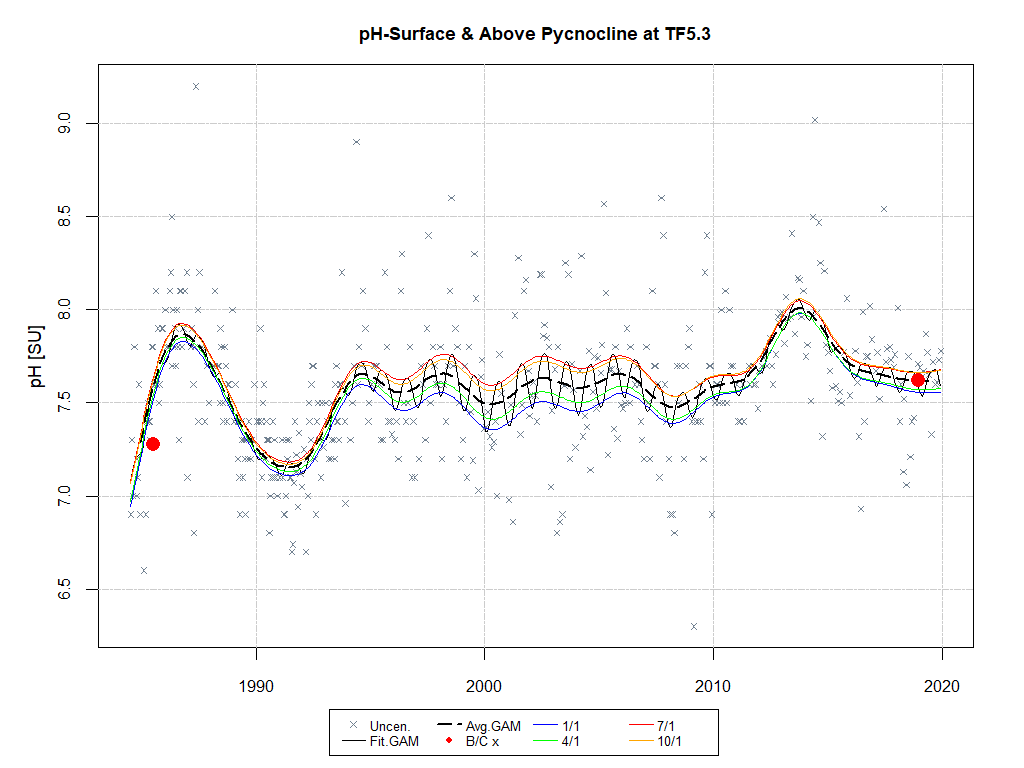 pH-Surface & Above Pycnocline at TF5.3
pH [SU]
9.0
8.5
8.0
7.5
7.0
6.5
1990
2000
2010
2020
Uncen. Avg.GAM 1/1 7/1
Fit.GAM B/C x 4/1 10/1